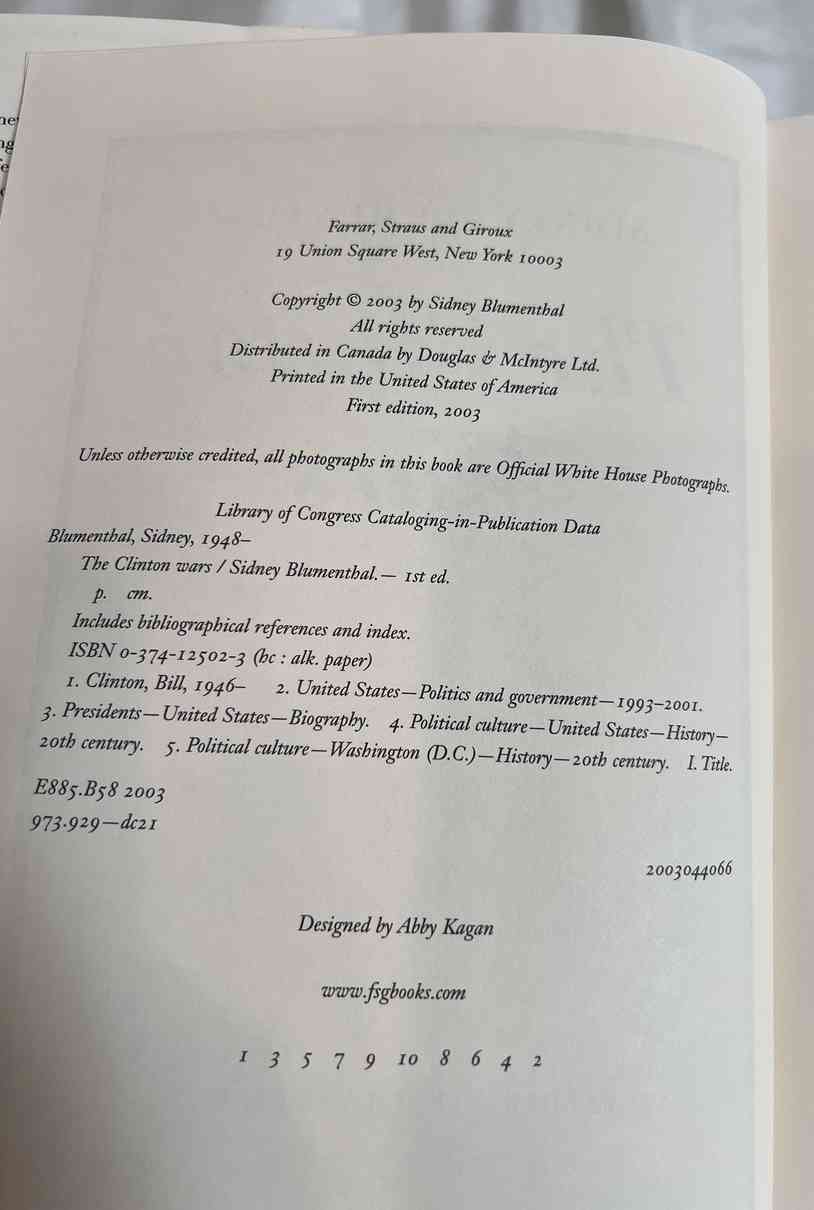 Farrar, Straus and Giroux
19 Union Square West, New York 10003
Copyright © 2003 by Sidney Blumenthal
All rights reserved
Distributed in Canada by Douglas & McIntyre Ltd.
Printed in the United States of America
First edition, 2003
Unless otherwise credited, all photographs in this book are Official White House Photographs.
Library of Congress Cataloging-in-Publication Data
Blumenthal, Sidney, 1948–
The Clinton wars / Sidney Blumenthal.— 1st ed.
p. cm.
Includes bibliographical references and index.
ISBN 0-374-12502-3 (hc : alk. paper)
1. Clinton, Bill, 1946– 2. United States—Politics and government—1993–2001.
3. Presidents—United States—Biography. 4. Political culture—United States—History—
20th century. 5. Political culture—Washington (D.C.)—History—20th century. I. Title.
E885.B58 2003
973.929—dc21
2003044066
Designed by Abby Kagan
www.fsgbooks.com
1 3 5 7 9 10 8 6 4 2